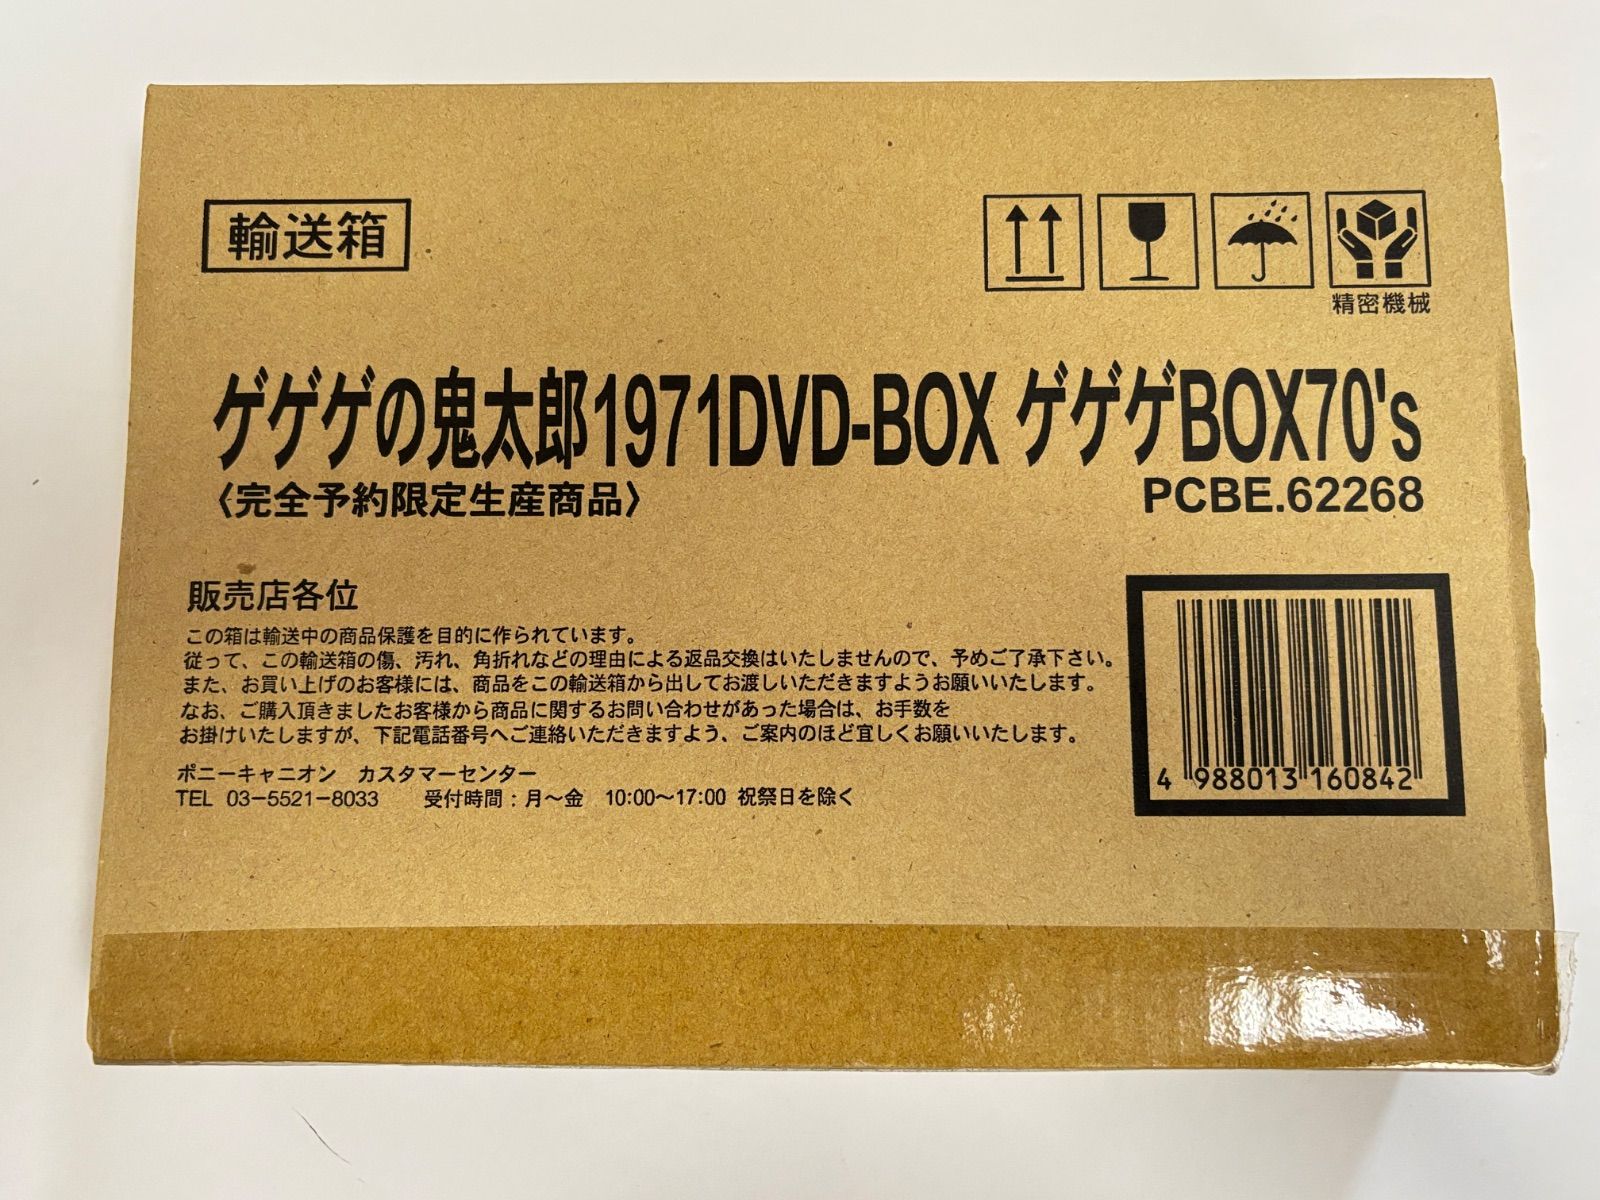 輸送箱
精密機械
ゲゲゲの鬼太郎1971DVD-BOX ゲゲゲBOX70's
〈完全予約限定生産商品〉
PCBE.62268
販売店各位
この箱は輸送中の商品保護を目的に作られています。
従って、この輸送箱の傷、汚れ、角折れなどの理由による返品交換はいたしませんので、予めご了承下さい。
また、お買い上げのお客様には、商品をこの輸送箱から出してお渡しいただきますようお願いいたします。
なお、ご購入頂きましたお客様から商品に関するお問い合わせがあった場合は、お手数を
お掛けいたしますが、下記電話番号へご連絡いただきますよう、ご案内のほど宜しくお願いいたします。
ポニーキャニオン　カスタマーセンター
TEL 03-5521-8033　受付時間：月～金　10:00～17:00 祝祭日を除く
4 988013 160842